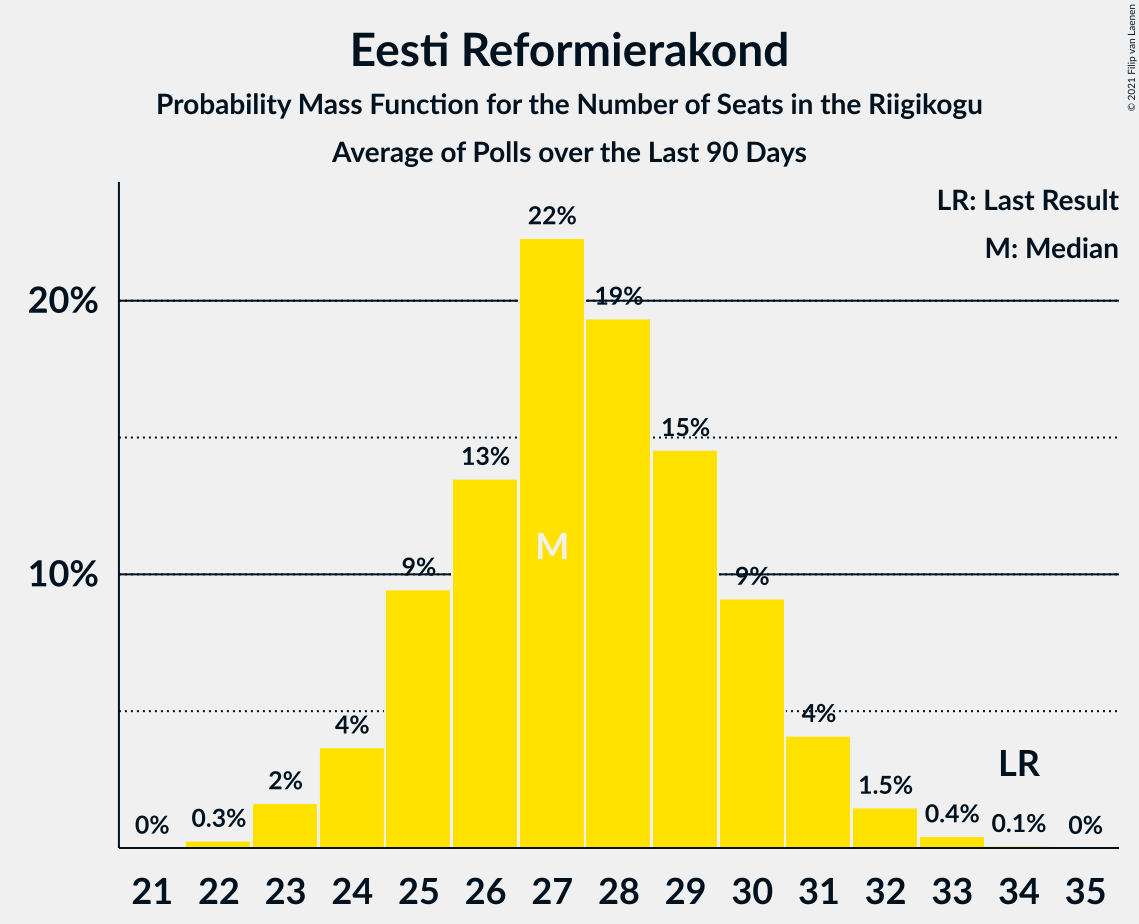 Eesti Reformierakond
Probability Mass Function for the Number of Seats in the Riigikogu
Average of Polls over the Last 90 Days
© 2021 Filip van Laenen
LR: Last Result
M: Median
22%
20%
19%
15%
13%
M
10%
9%
9%
4%
4%
LR
2%
1.5%
0% 0.3% 0.4% 0.1% 0%
21 22 23 24 25 26 27 28 29 30 31 32 33 34 35